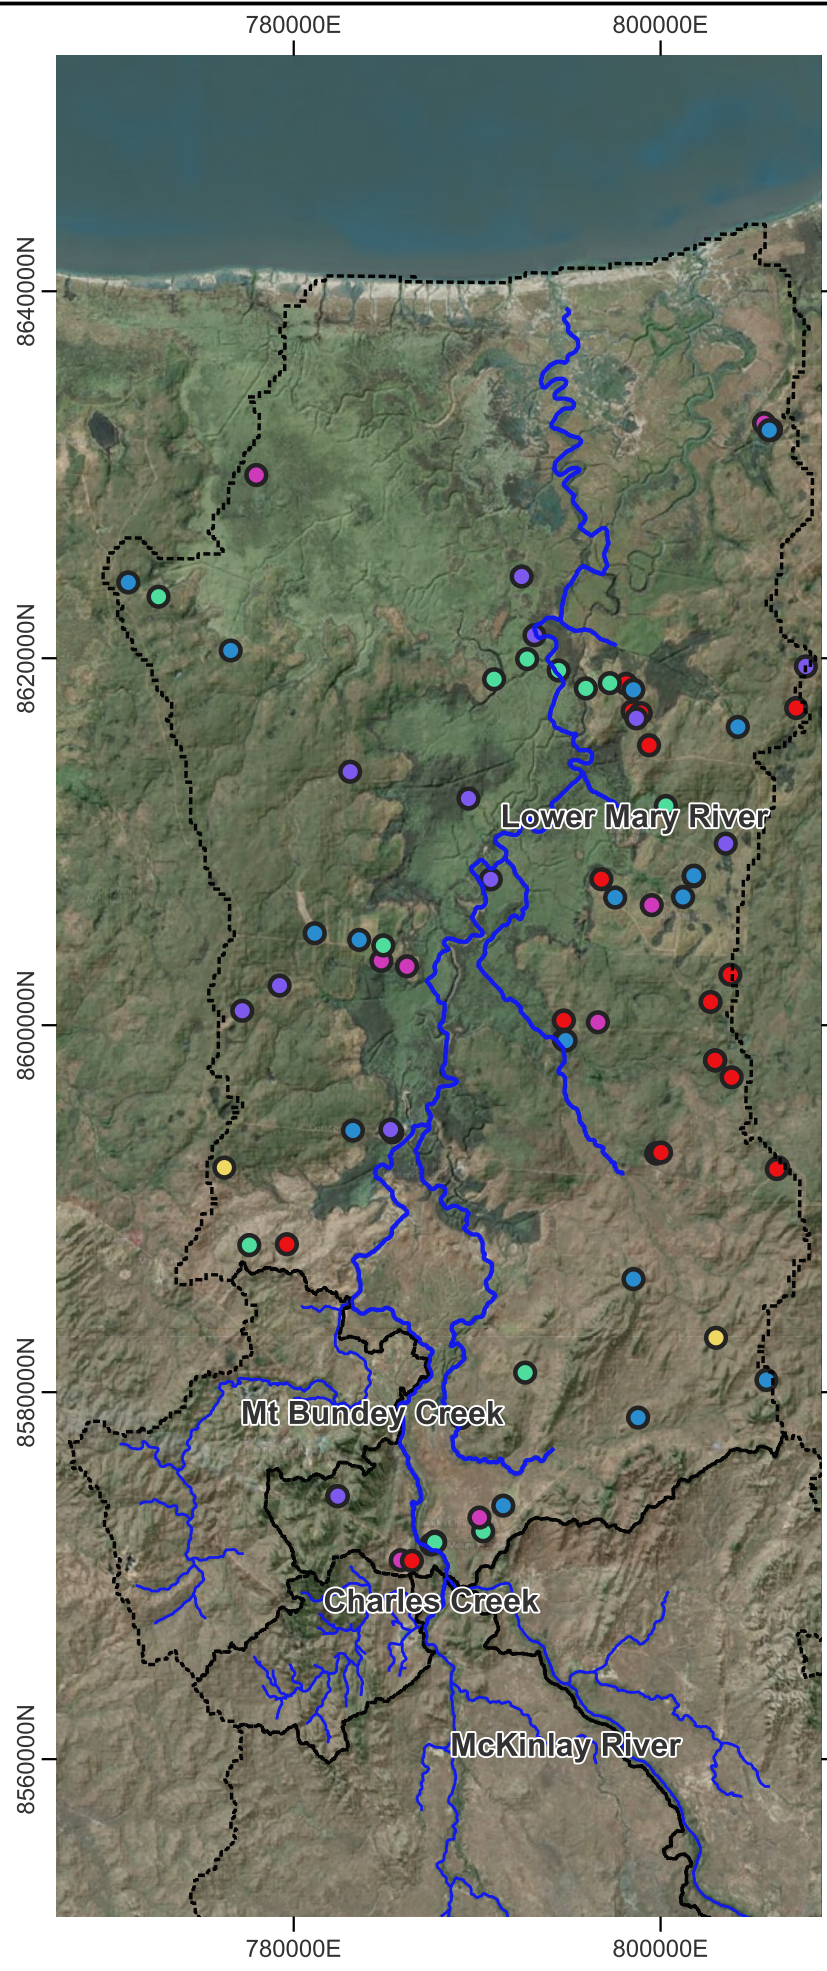 780000E 800000E
8640000N
8620000N
Lower Mary River
8600000N
8580000N
Mt Bundey Creek
Charles Creek
McKinlay River
8560000N
780000E 800000E